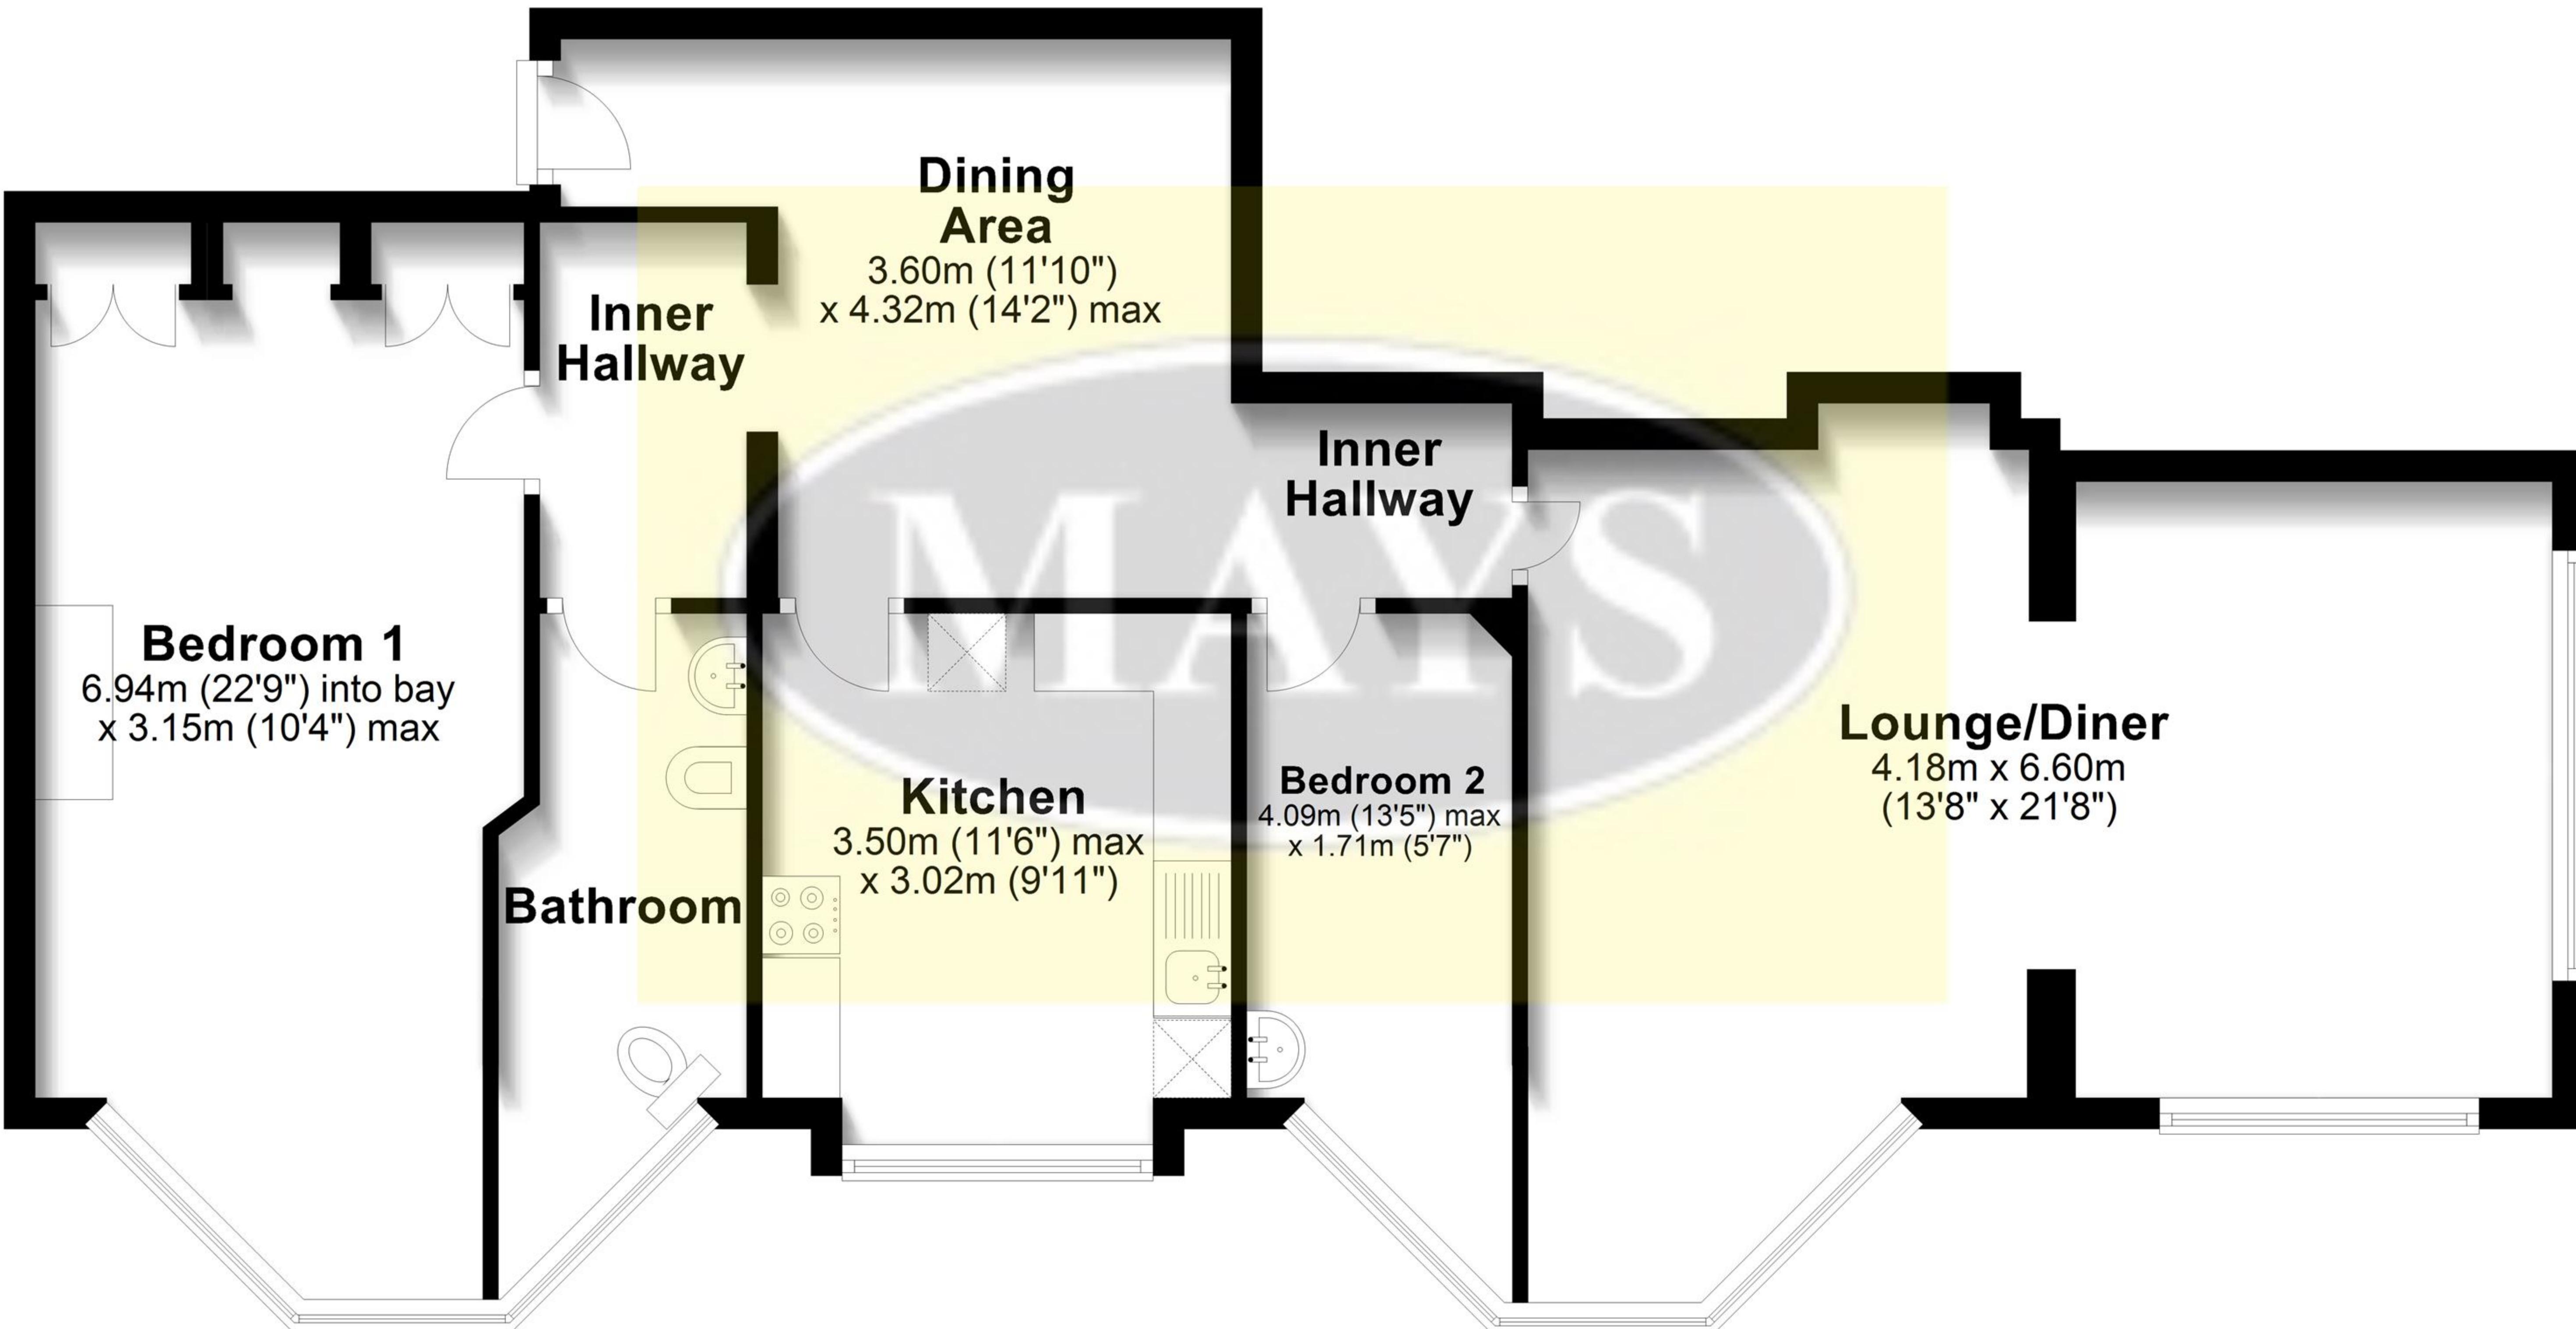 Dining
Area
3.60m (11'10")
x 4.32m (14'2") max
Inner
Hallway
Inner
Hallway
Bedroom 1
6.94m (22'9") into bay
x 3.15m (10'4") max
Lounge/Diner
4.18m x 6.60m
(13'8" x 21'8")
Kitchen
3.50m (11'6") max
x 3.02m (9'11")
Bedroom 2
4.09m (13'5") max
x 1.71m (5'7")
Bathroom
MAYS